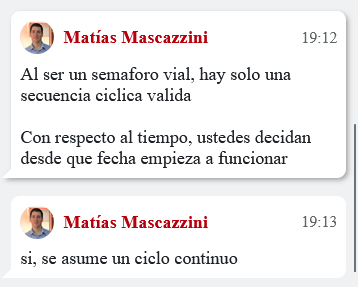 Matías Mascazzini 19:12
Al ser un semaforo vial, hay solo una
secuencia ciclica valida
Con respecto al tiempo, ustedes decidan
desde que fecha empieza a funcionar
Matías Mascazzini 19:13
si, se asume un ciclo continuo